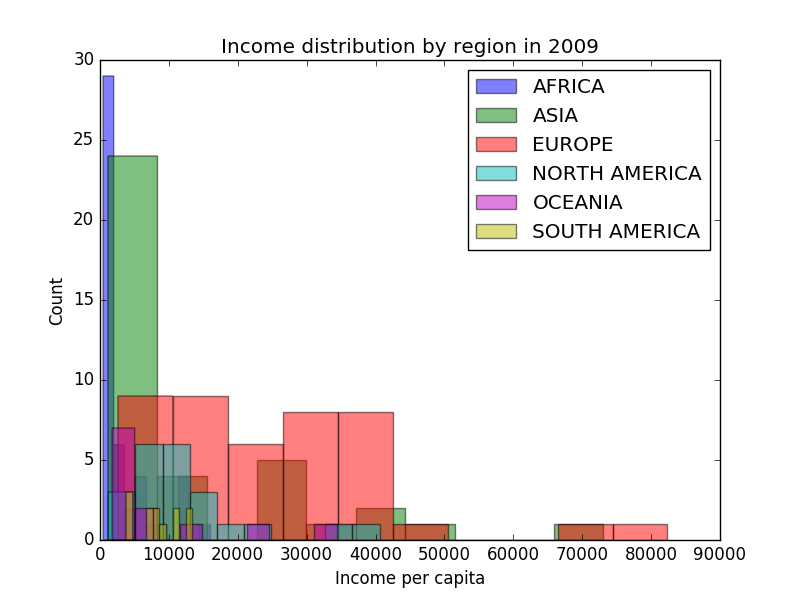 Income distribution by region in 2009
30
25
20
15
10
5
0
Count
AFRICA
ASIA
EUROPE
NORTH AMERICA
OCEANIA
SOUTH AMERICA
0 10000 20000 30000 40000 50000 60000 70000 80000 90000
Income per capita